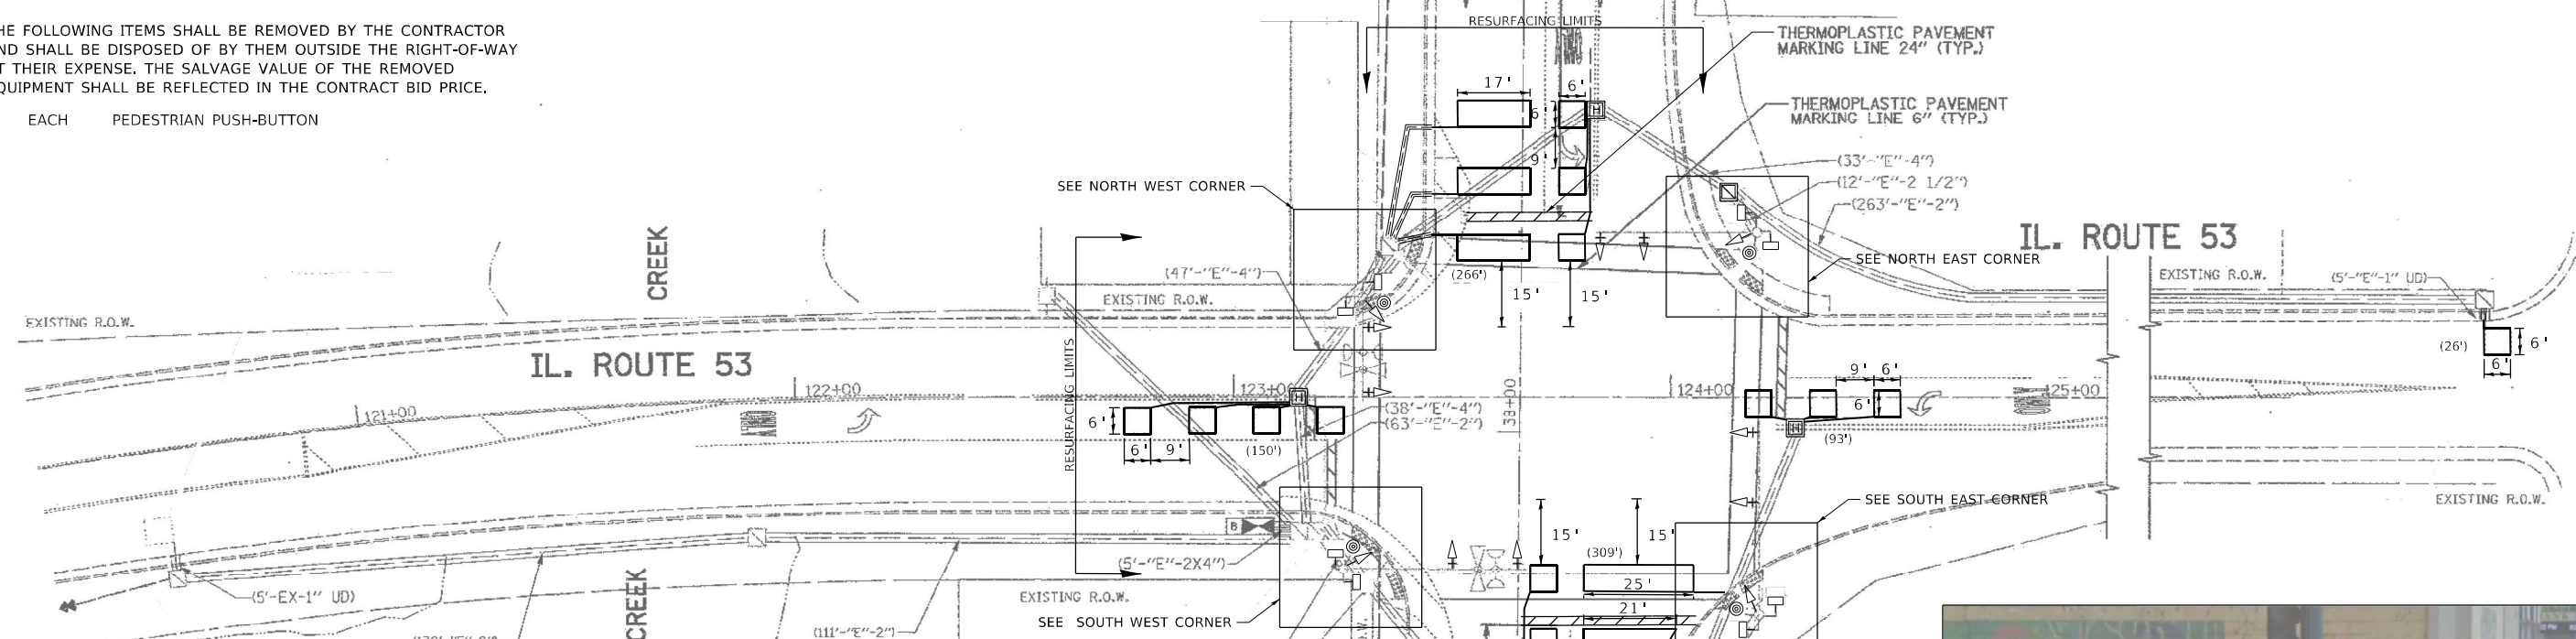 HE FOLLOWING ITEMS SHALL BE REMOVED BY THE CONTRACTOR
ND SHALL BE DISPOSED OF BY THEM OUTSIDE THE RIGHT-OF-WAY
T THEIR EXPENSE. THE SALVAGE VALUE OF THE REMOVED
QUIPMENT SHALL BE REFLECTED IN THE CONTRACT BID PRICE.
EACH PEDESTRIAN PUSH-BUTTON
RESURFACING LIMITS
THERMOPLASTIC PAVEMENT
MARKING LINE 24" (TYP.)
THERMOPLASTIC PAVEMENT
MARKING LINE 6" (TYP.)
17'
6'
6'
9'
H
(33'-"E"-4")
(12'-"E"-2 1/2")
(263'-"E"-2")
SEE NORTH WEST CORNER
IL. ROUTE 53
SEE NORTH EAST CORNER
CREEK
(47'-"E"-4")
(266')
15'
15'
EXISTING R.O.W.
EXISTING R.O.W.
EXISTING R.O.W.
(5'-"E"-1" UD)
(26')
6'
6'
IL. ROUTE 53
RESURFACING LIMITS
121+00
122+00
123+00
124+00
125+00
33+00
H
6'
6'
9'
(150')
(38'-"E"-4")
(63'-"E"-2")
9'
6'
6'
H
(93')
SEE SOUTH EAST CORNER
EXISTING R.O.W.
B
(5'-"E"-2X4")
15'
15'
(309')
25'
21'
(5'-EX-1" UD)
CREEK
EXISTING R.O.W.
SEE SOUTH WEST CORNER
(111'-"E"-2")